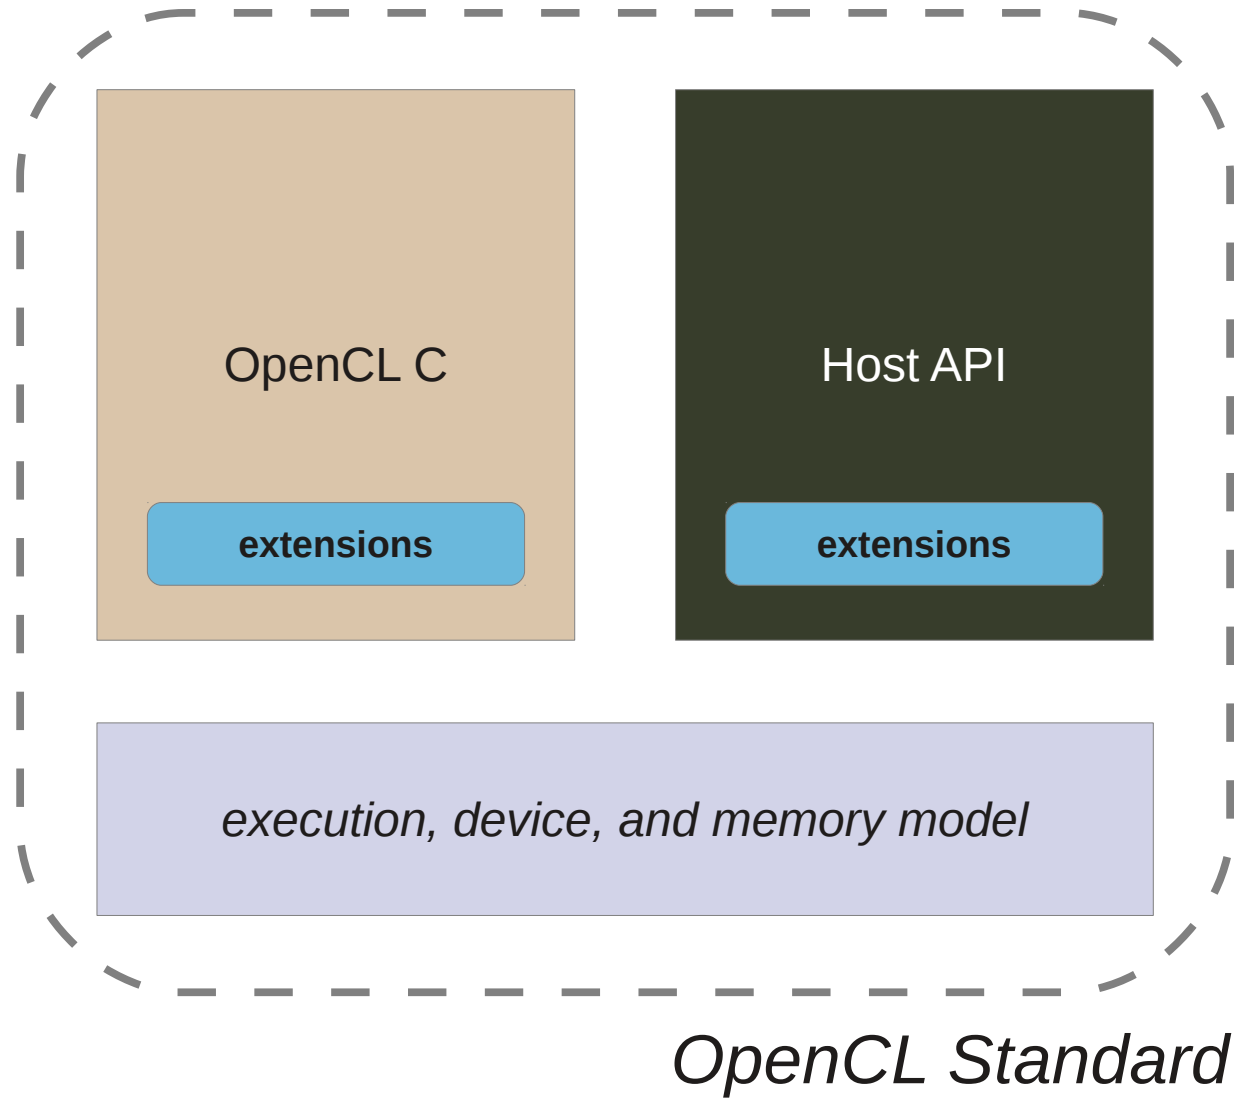 OpenCL C
Host API
extensions
extensions
execution, device, and memory model
OpenCL Standard